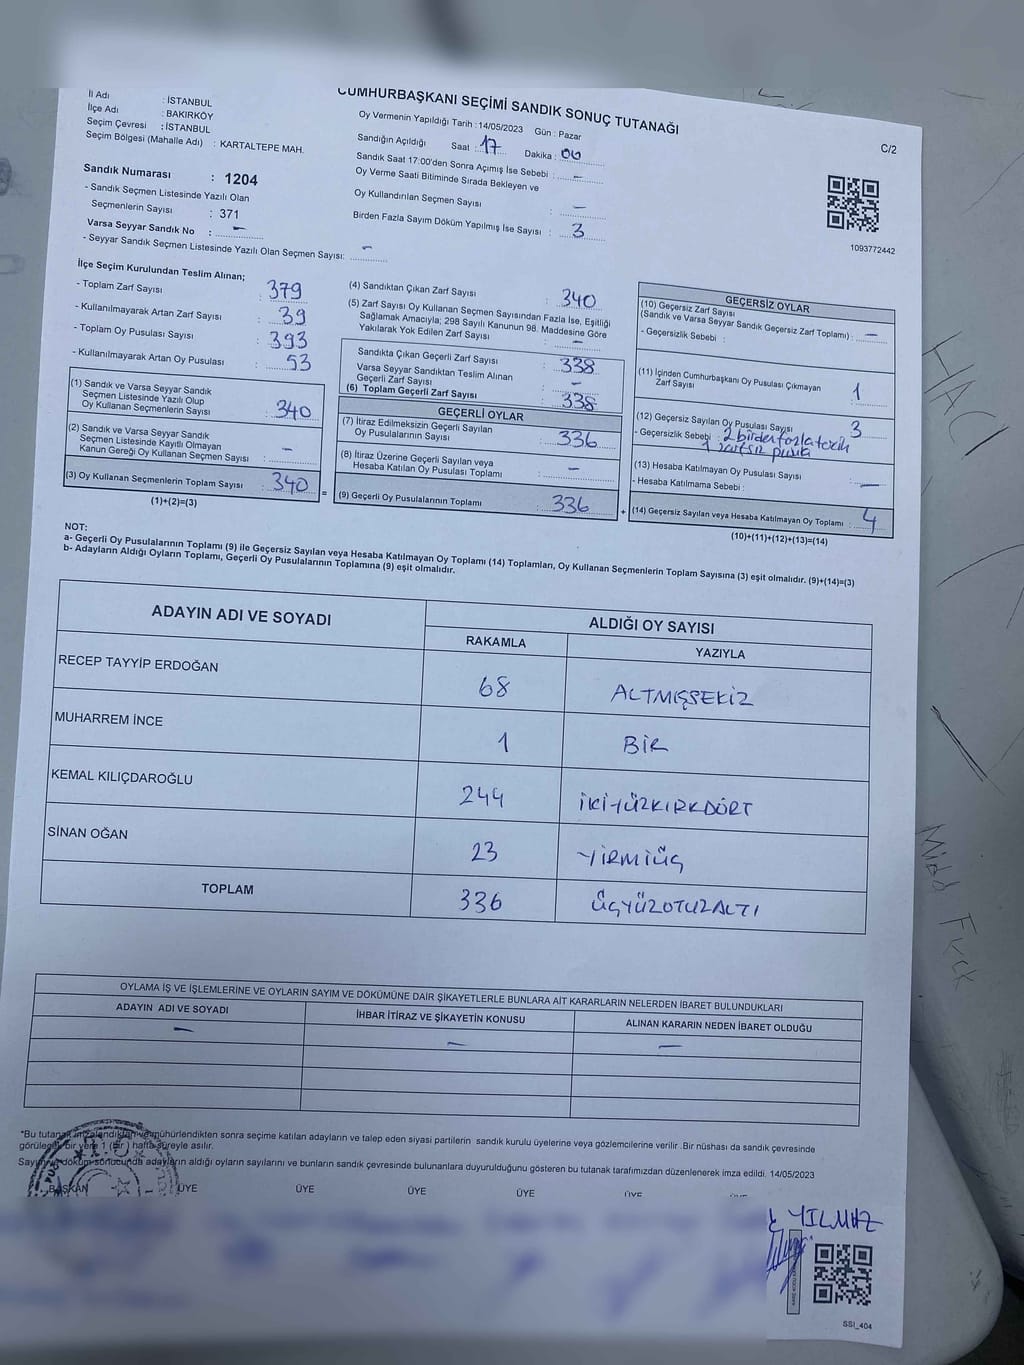 CUMHURBAŞKANI SEÇİMİ SANDIK SONUÇ TUTANAĞI
C/2
İl Adı : İSTANBUL
İlçe Adı : BAKIRKÖY
Seçim Çevresi : İSTANBUL
Seçim Bölgesi (Mahalle Adı) : KARTALTEPE MAH.
Sandık Numarası : 1204
- Sandık Seçmen Listesinde Yazılı Olan
Seçmenlerin Sayısı : 371
Varsa Seyyar Sandık No : –
- Seyyar Sandık Seçmen Listesinde Yazılı Olan Seçmen Sayısı: –
Oy Vermenin Yapıldığı Tarih : 14/05/2023 Gün : Pazar
Sandığın Açıldığı Saat : 17 Dakika : 00
Sandık Saat 17:00'den Sonra Açımış İse Sebebi : –
Oy Verme Saati Bitiminde Sırada Bekleyen ve
Oy Kullandırılan Seçmen Sayısı : –
Birden Fazla Sayım Döküm Yapılmış İse Sayısı : 3
1093772442
İlçe Seçim Kurulundan Teslim Alınan;
- Toplam Zarf Sayısı : 379
- Kullanılmayarak Artan Zarf Sayısı : 39
- Toplam Oy Pusulası Sayısı : 393
- Kullanılmayarak Artan Oy Pusulası : 53
(1) Sandık ve Varsa Seyyar Sandık
Seçmen Listesinde Yazılı Olup
Oy Kullanan Seçmenlerin Sayısı : 340
(2) Sandık ve Varsa Seyyar Sandık
Seçmen Listesinde Kayıtlı Olmayan
Kanun Gereği Oy Kullanan Seçmen Sayısı : –
(3) Oy Kullanan Seçmenlerin Toplam Sayısı : 340
(1)+(2)=(3)
=
(4) Sandıktan Çıkan Zarf Sayısı : 340
(5) Zarf Sayısı Oy Kullanan Seçmen Sayısından Fazla İse, Eşitliği
Sağlamak Amacıyla; 298 Sayılı Kanunun 98. Maddesine Göre
Yakılarak Yok Edilen Zarf Sayısı : –
Sandıkta Çıkan Geçerli Zarf Sayısı : 338
Varsa Seyyar Sandıktan Teslim Alınan
Geçerli Zarf Sayısı : –
(6) Toplam Geçerli Zarf Sayısı : 338
GEÇERLİ OYLAR
(7) İtiraz Edilmeksizin Geçerli Sayılan
Oy Pusulalarının Sayısı : 336
(8) İtiraz Üzerine Geçerli Sayılan veya
Hesaba Katılan Oy Pusulası Toplamı : –
(9) Geçerli Oy Pusulalarının Toplamı : 336
+
GEÇERSİZ OYLAR
(10) Geçersiz Zarf Sayısı
(Sandık ve Varsa Seyyar Sandık Geçersiz Zarf Toplamı) : –
- Geçersizlik Sebebi :
(11) İçinden Cumhurbaşkanı Oy Pusulası Çıkmayan
Zarf Sayısı : 1
(12) Geçersiz Sayılan Oy Pusulası Sayısı : 3
- Geçersizlik Sebebi : 2 birden fazla tercih
1 zarfsız pusula
(13) Hesaba Katılmayan Oy Pusulası Sayısı : –
- Hesaba Katılmama Sebebi :
(14) Geçersiz Sayılan veya Hesaba Katılmayan Oy Toplamı : 4
(10)+(11)+(12)+(13)=(14)
NOT:
a- Geçerli Oy Pusulalarının Toplamı (9) ile Geçersiz Sayılan veya Hesaba Katılmayan Oy Toplamı (14) Toplamları, Oy Kullanan Seçmenlerin Toplam Sayısına (3) eşit olmalıdır. (9)+(14)=(3)
b- Adayların Aldığı Oyların Toplamı, Geçerli Oy Pusulalarının Toplamına (9) eşit olmalıdır.
ADAYIN ADI VE SOYADI
ALDIĞI OY SAYISI
RAKAMLA YAZIYLA
RECEP TAYYİP ERDOĞAN 68 ALTMIŞSEKİZ
MUHARREM İNCE 1 BİR
KEMAL KILIÇDAROĞLU 244 İKİYÜZKIRKDÖRT
SİNAN OĞAN 23 YİRMİÜÇ
TOPLAM 336 ÜÇYÜZOTUZALTI
OYLAMA İŞ VE İŞLEMLERİNE VE OYLARIN SAYIM VE DÖKÜMÜNE DAİR ŞİKAYETLERLE BUNLARA AİT KARARLARIN NELERDEN İBARET BULUNDUKLARI
ADAYIN ADI VE SOYADI İHBAR İTİRAZ VE ŞİKAYETİN KONUSU ALINAN KARARIN NEDEN İBARET OLDUĞU
– – –
*Bu tutanak imzalandıktan ve mühürlendikten sonra seçime katılan adayların ve talep eden siyasi partilerin sandık kurulu üyelerine veya gözlemcilerine verilir .Bir nüshası da sandık çevresinde
görülecek bir yere 1 (bir) hafta süreyle asılır.
Sayım ve döküm sonucunda adayların aldığı oyların sayılarını ve bunların sandık çevresinde bulunanlara duyurulduğunu gösteren bu tutanak tarafımızdan düzenlenerek imza edildi. 14/05/2023
BAŞKAN ÜYE ÜYE ÜYE ÜYE ÜYE ÜYE
YILMAZ
SSİ_404
HACI